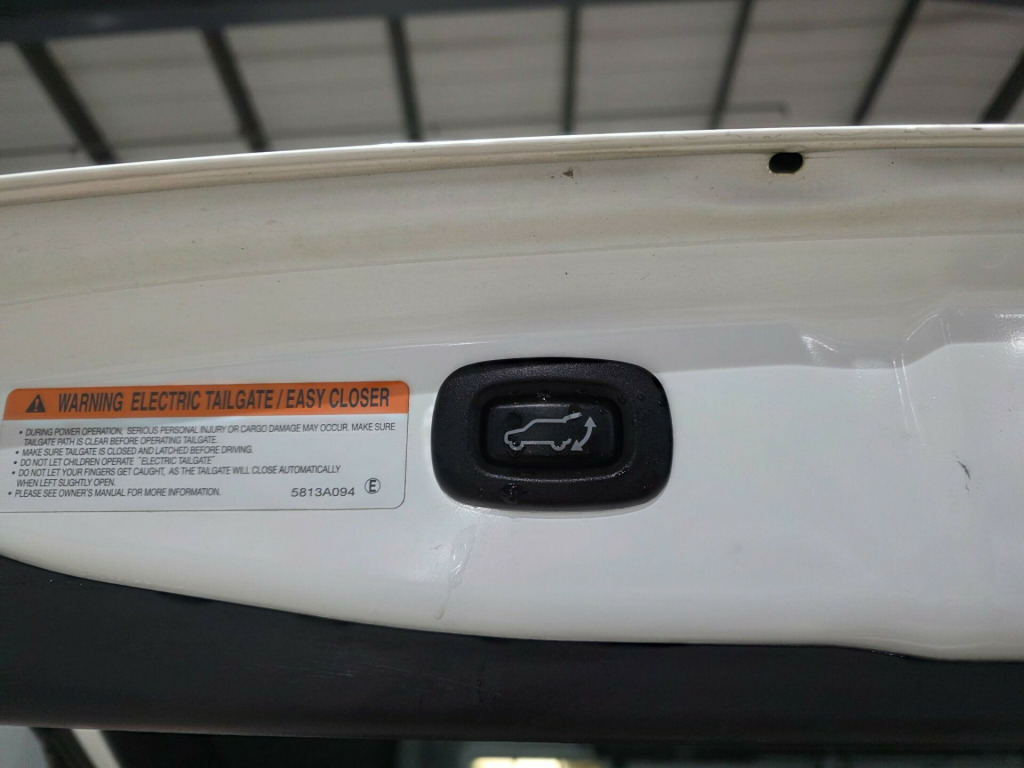 WARNING ELECTRIC TAILGATE / EASY CLOSER
• DURING POWER OPERATION, SERIOUS PERSONAL INJURY OR CARGO DAMAGE MAY OCCUR. MAKE SURE
TAILGATE PATH IS CLEAR BEFORE OPERATING TAILGATE.
• MAKE SURE TAILGATE IS CLOSED AND LATCHED BEFORE DRIVING.
• DO NOT LET CHILDREN OPERATE "ELECTRIC TAILGATE"
• DO NOT LET YOUR FINGERS GET CAUGHT, AS THE TAILGATE WILL CLOSE AUTOMATICALLY
WHEN LEFT SLIGHTLY OPEN.
• PLEASE SEE OWNER'S MANUAL FOR MORE INFORMATION.
5813A094 Ⓔ